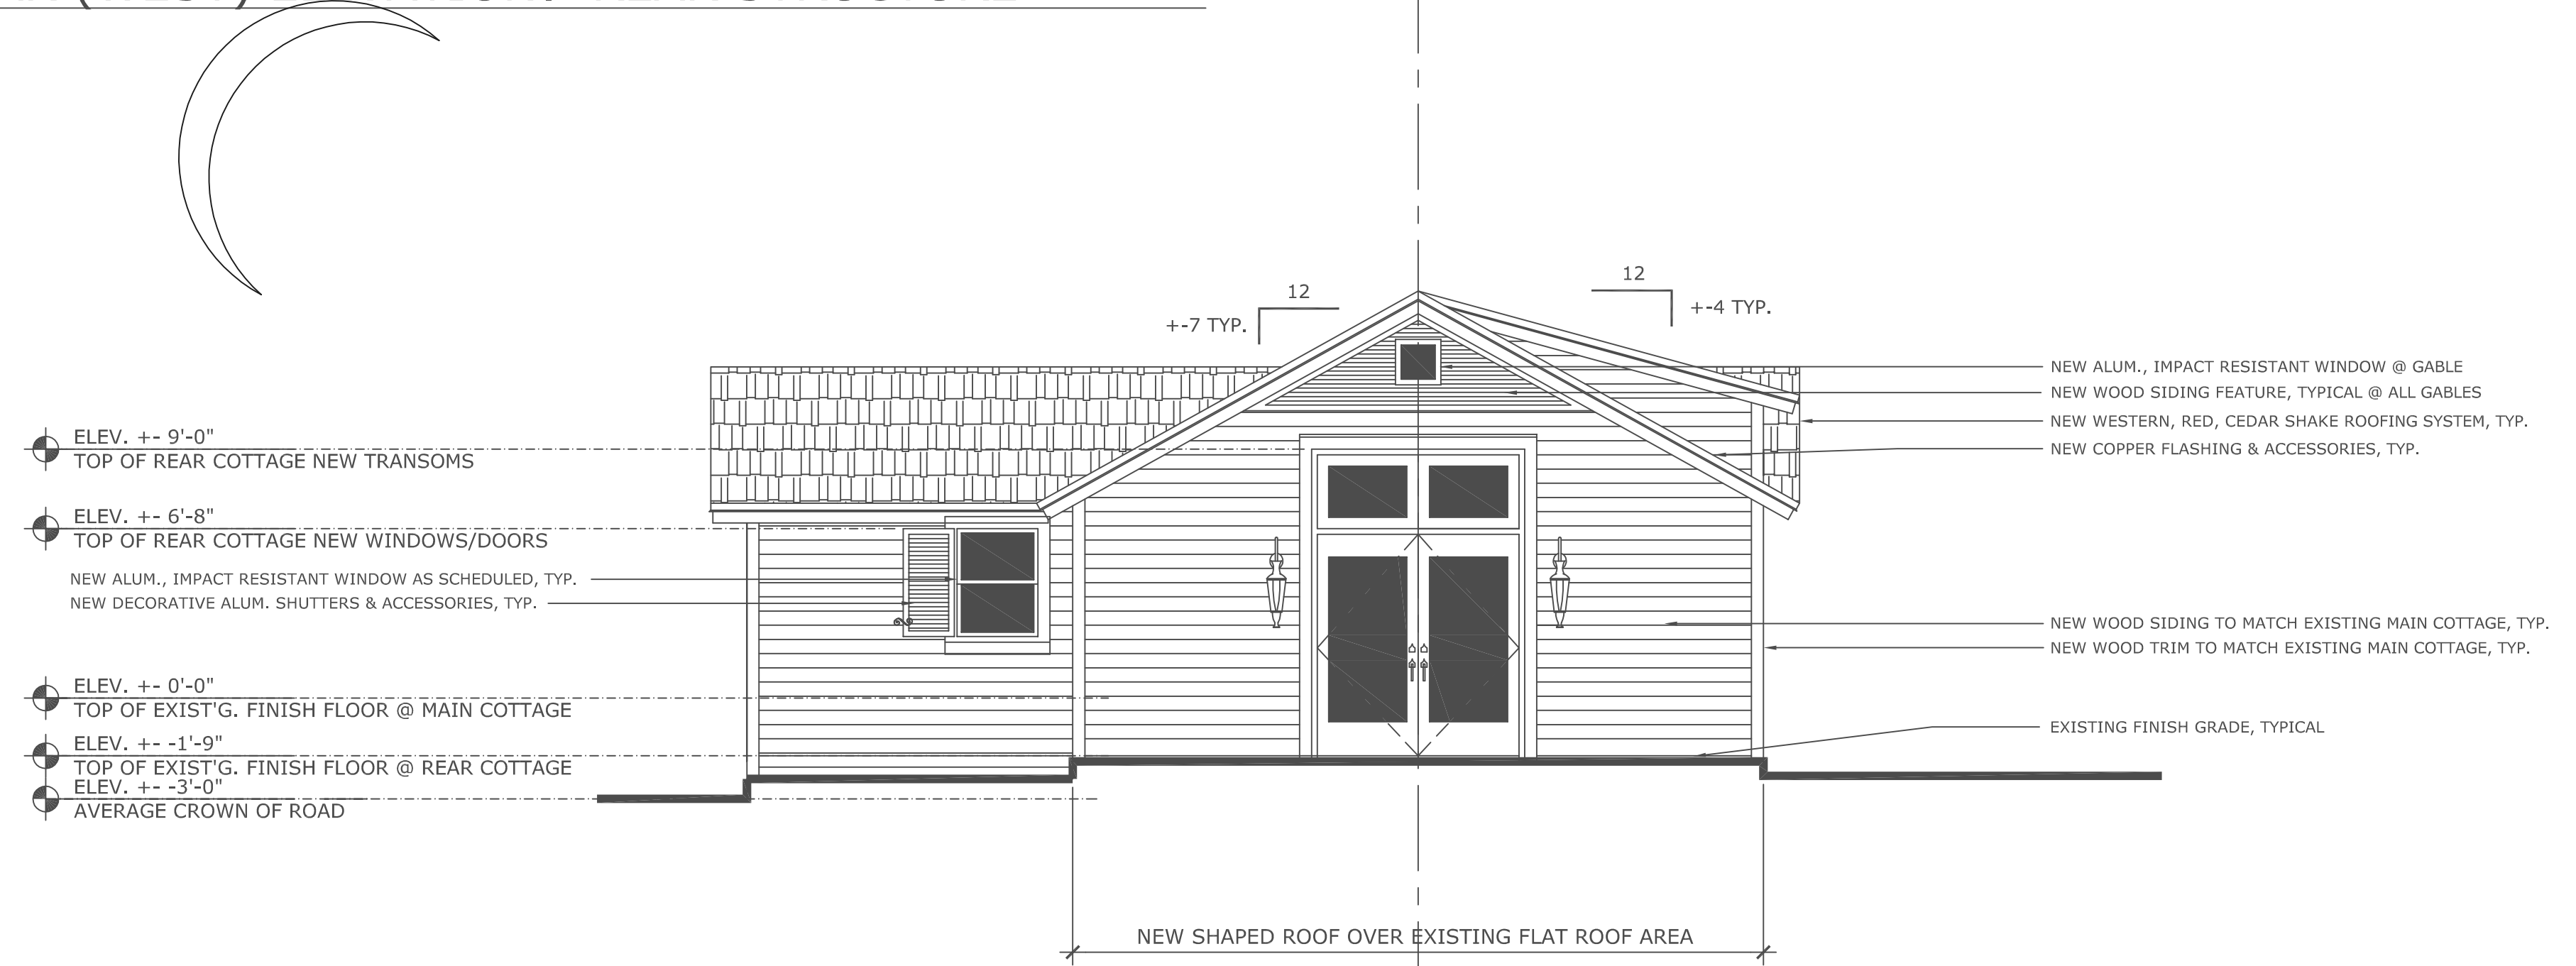 12
12
+-7 TYP.
+-4 TYP.
NEW ALUM., IMPACT RESISTANT WINDOW @ GABLE
NEW WOOD SIDING FEATURE, TYPICAL @ ALL GABLES
NEW WESTERN, RED, CEDAR SHAKE ROOFING SYSTEM, TYP.
NEW COPPER FLASHING & ACCESSORIES, TYP.
ELEV. +- 9'-0"
TOP OF REAR COTTAGE NEW TRANSOMS
ELEV. +- 6'-8"
TOP OF REAR COTTAGE NEW WINDOWS/DOORS
NEW ALUM., IMPACT RESISTANT WINDOW AS SCHEDULED, TYP.
NEW DECORATIVE ALUM. SHUTTERS & ACCESSORIES, TYP.
NEW WOOD SIDING TO MATCH EXISTING MAIN COTTAGE, TYP.
NEW WOOD TRIM TO MATCH EXISTING MAIN COTTAGE, TYP.
ELEV. +- 0'-0"
TOP OF EXIST'G. FINISH FLOOR @ MAIN COTTAGE
EXISTING FINISH GRADE, TYPICAL
ELEV. +- -1'-9"
TOP OF EXIST'G. FINISH FLOOR @ REAR COTTAGE
ELEV. +- -3'-0"
AVERAGE CROWN OF ROAD
NEW SHAPED ROOF OVER EXISTING FLAT ROOF AREA